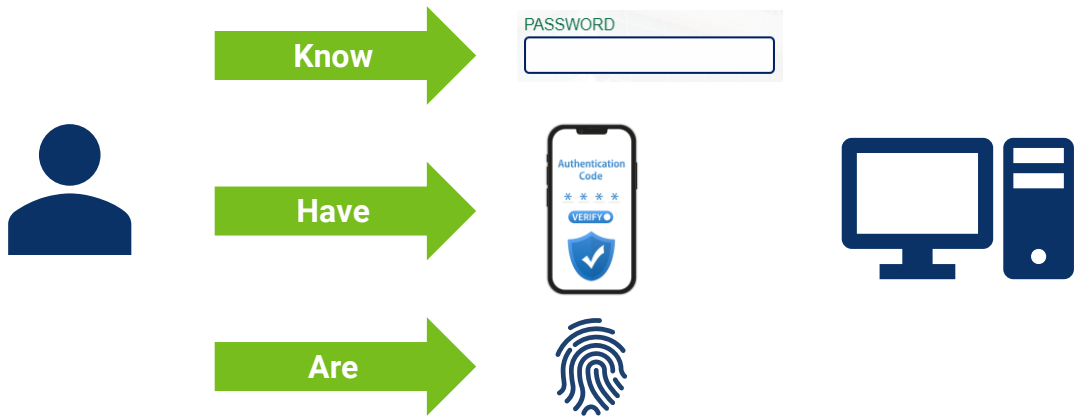 Know
PASSWORD
Have
Authentication
Code
* * * *
VERIFY
Are